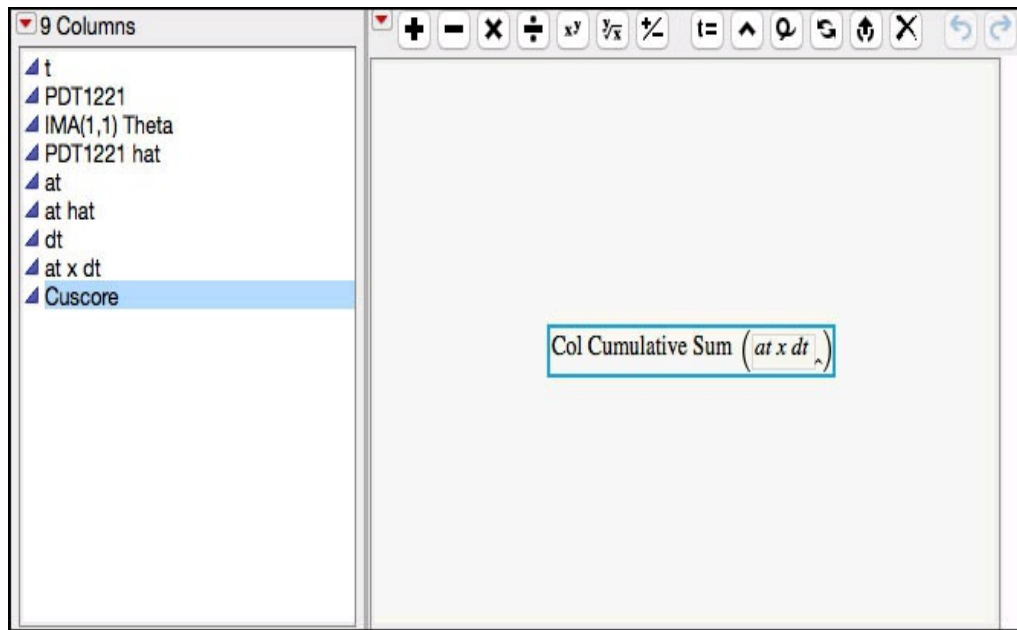 9 Columns
t
PDT1221
IMA(1,1) Theta
PDT1221 hat
at
at hat
dt
at x dt
Cuscore
xʸ ʸ√x +/− t=
Col Cumulative Sum (at x dt)